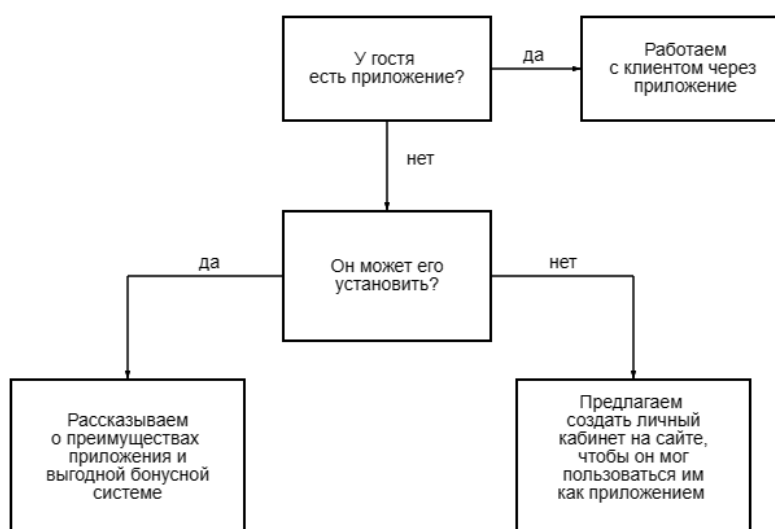 У гостя
есть приложение?
да
Работаем
с клиентом через
приложение
нет
Он может его
установить?
да
нет
Рассказываем
о преимуществах
приложения и
выгодной бонусной
системе
Предлагаем
создать личный
кабинет на сайте,
чтобы он мог
пользоваться им
как приложением